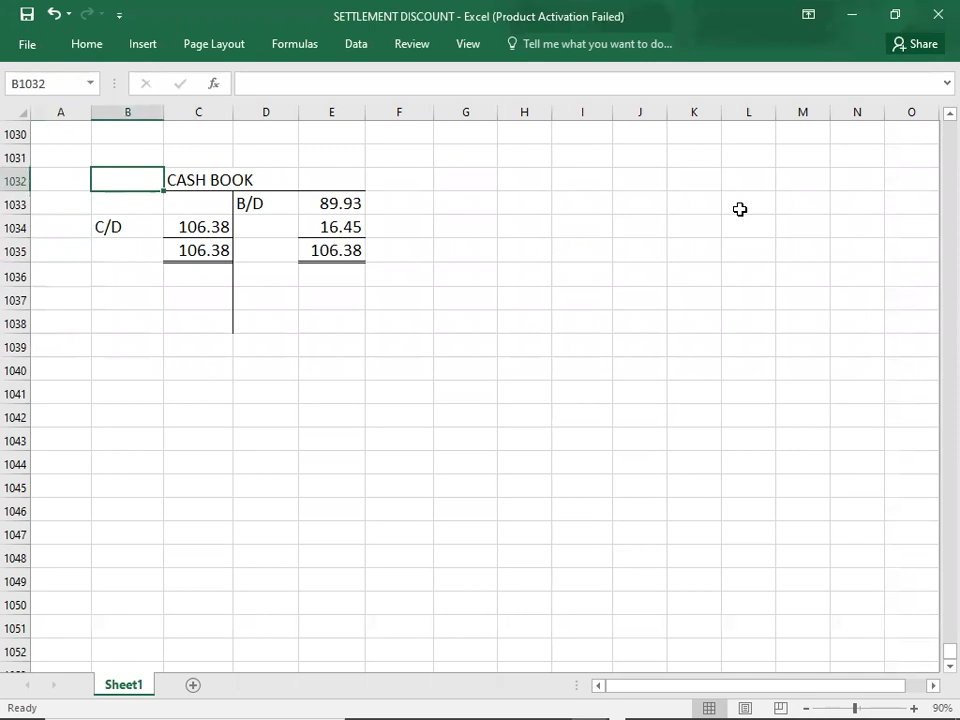 SETTLEMENT DISCOUNT - Excel (Product Activation Failed)
File Home Insert Page Layout Formulas Data Review View Tell me what you want to do... Share
B1032 fx
A B C D E F G H I J K L M N O
1030
1031
1032 CASH BOOK
1033 B/D 89.93
1034 C/D 106.38 16.45
1035 106.38 106.38
1036
1037
1038
1039
1040
1041
1042
1043
1044
1045
1046
1047
1048
1049
1050
1051
1052
Sheet1
Ready 90%